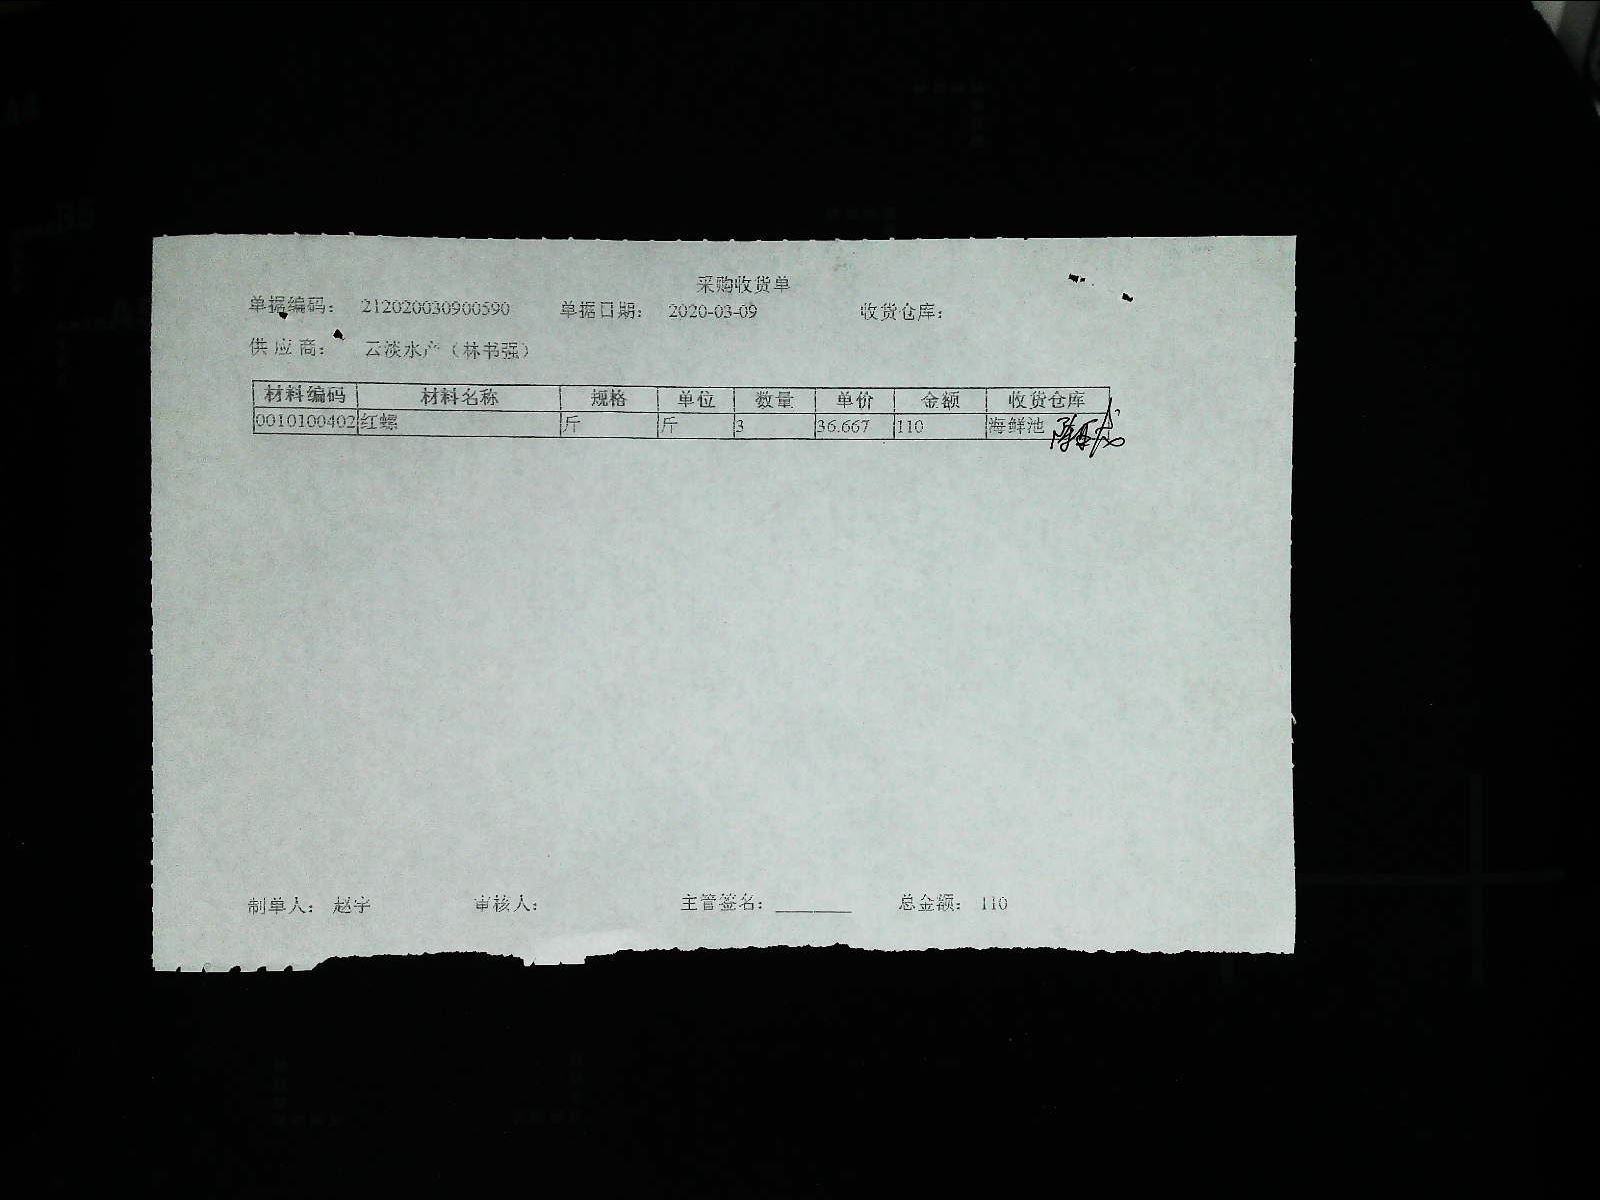 采购收货单
单据编码： 212020030900590 单据日期： 2020-03-09 收货仓库：
供应商： 云淡水产（林书强）
材料编码 材料名称 规格 单位 数量 单价 金额 收货仓库
0010100402 红螺 斤 斤 3 36.667 110 海鲜池
制单人： 赵宇 审核人： 主管签名： ________ 总金额： 110